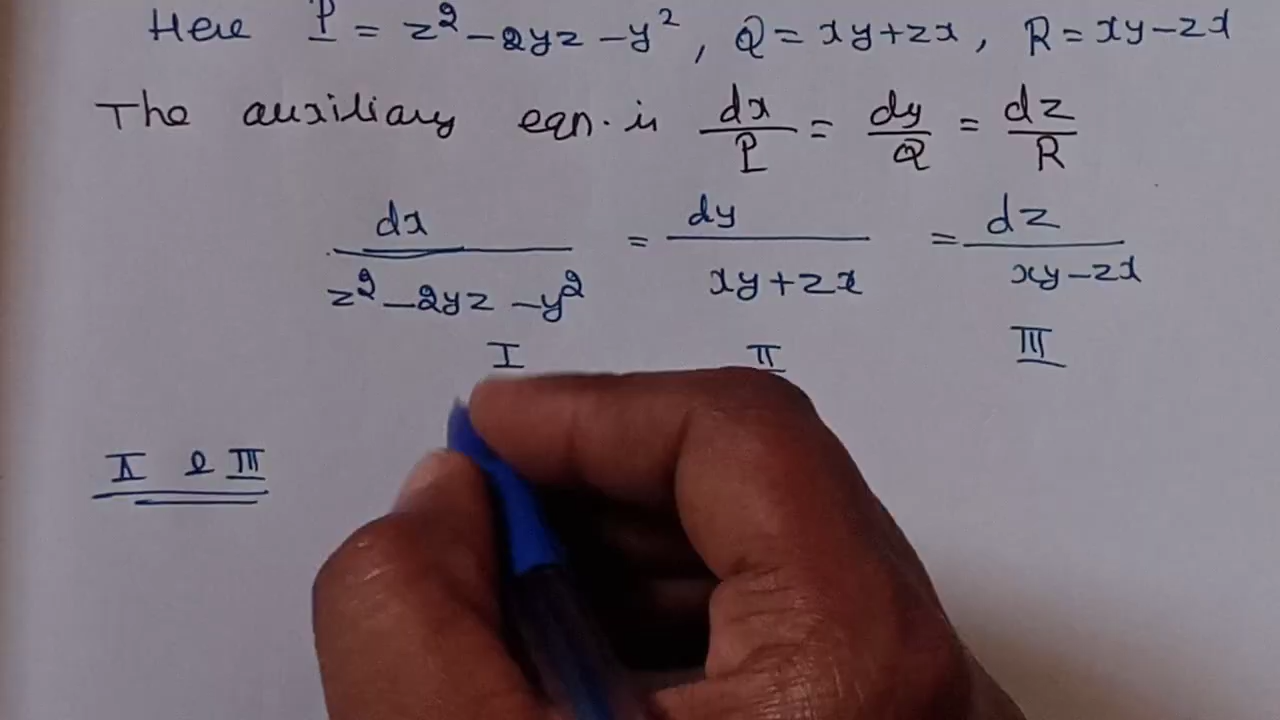 Here P = z² - 2yz - y², Q = xy + zx, R = xy - zx
The auxiliary eqn. is dx/P = dy/Q = dz/R
dx/(z² - 2yz - y²) = dy/(xy + zx) = dz/(xy - zx)
I II III
II & III